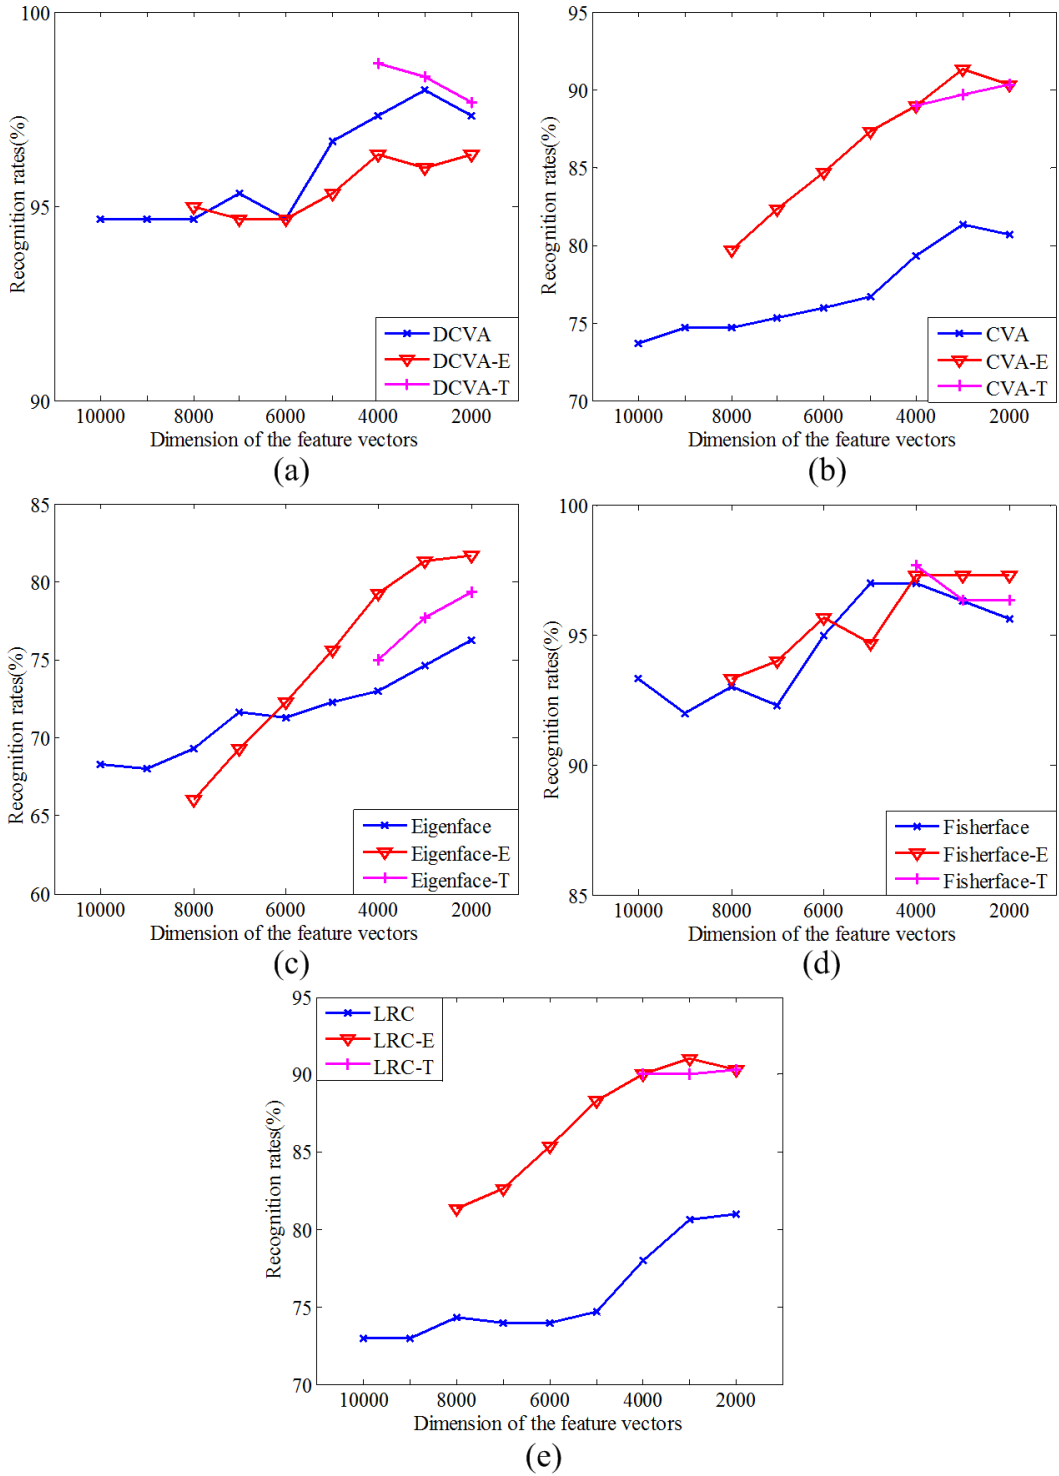 100
95
90
Recognition rates(%)
10000 8000 6000 4000 2000
Dimension of the feature vectors
DCVA
DCVA-E
DCVA-T
(a)
95
90
85
80
75
70
Recognition rates(%)
10000 8000 6000 4000 2000
Dimension of the feature vectors
CVA
CVA-E
CVA-T
(b)
85
80
75
70
65
60
Recognition rates(%)
10000 8000 6000 4000 2000
Dimension of the feature vectors
Eigenface
Eigenface-E
Eigenface-T
(c)
100
95
90
85
Recognition rates(%)
10000 8000 6000 4000 2000
Dimension of the feature vectors
Fisherface
Fisherface-E
Fisherface-T
(d)
95
90
85
80
75
70
Recognition rates(%)
10000 8000 6000 4000 2000
Dimension of the feature vectors
LRC
LRC-E
LRC-T
(e)